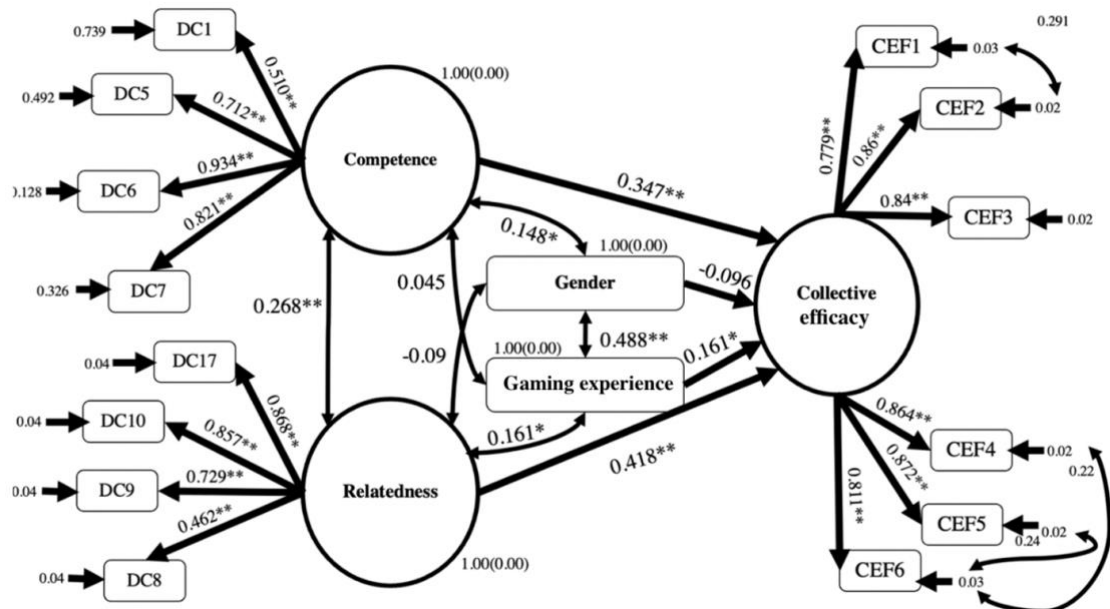 0.739
DC1
0.510**
0.492
DC5
0.712**
0.128
DC6
0.934**
0.821**
0.326
DC7
1.00(0.00)
Competence
0.347**
0.148*
1.00(0.00)
Gender
-0.096
0.045
0.268**
-0.09
0.488**
1.00(0.00)
Gaming experience
0.161*
0.161*
0.418**
0.04
DC17
0.868**
0.04
DC10
0.857**
0.04
DC9
0.729**
0.462**
0.04
DC8
Relatedness
1.00(0.00)
Collective
efficacy
0.291
CEF1
0.03
0.779**
CEF2
0.02
0.86**
0.84**
CEF3
0.02
0.864**
CEF4
0.02
0.22
0.872**
CEF5
0.02
0.24
0.811**
CEF6
0.03